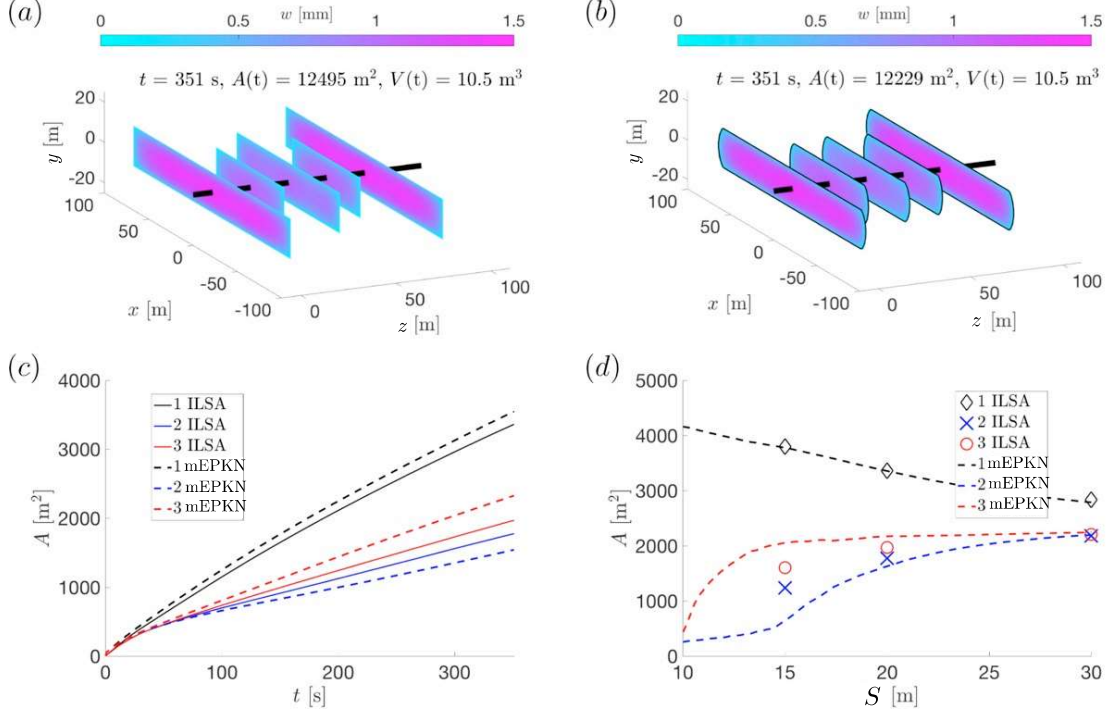 (a)
w [mm]
0 0.5 1 1.5
t = 351 s, A(t) = 12495 m², V(t) = 10.5 m³
20
0
-20
y [m]
100
50
0
-50
-100
x [m]
0
50
100
z [m]
(b)
w [mm]
0 0.5 1 1.5
t = 351 s, A(t) = 12229 m², V(t) = 10.5 m³
20
0
-20
y [m]
100
50
0
-50
-100
x [m]
0
50
100
z [m]
(c)
4000
3000
2000
1000
0
A [m²]
1 ILSA
2 ILSA
3 ILSA
1 mEPKN
2 mEPKN
3 mEPKN
0 100 200 300
t [s]
(d)
5000
4000
3000
2000
1000
0
A [m²]
1 ILSA
2 ILSA
3 ILSA
1 mEPKN
2 mEPKN
3 mEPKN
10 15 20 25 30
S [m]